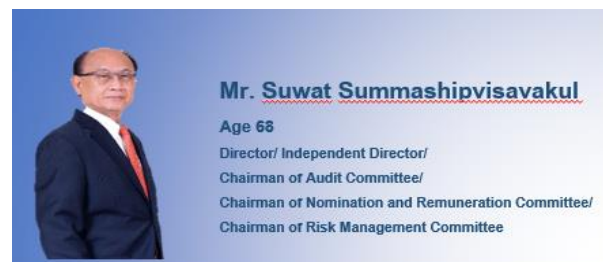 Mr. Suwat Summashipvisavakul
Age 68
Director/ Independent Director/
Chairman of Audit Committee/
Chairman of Nomination and Remuneration Committee/
Chairman of Risk Management Committee